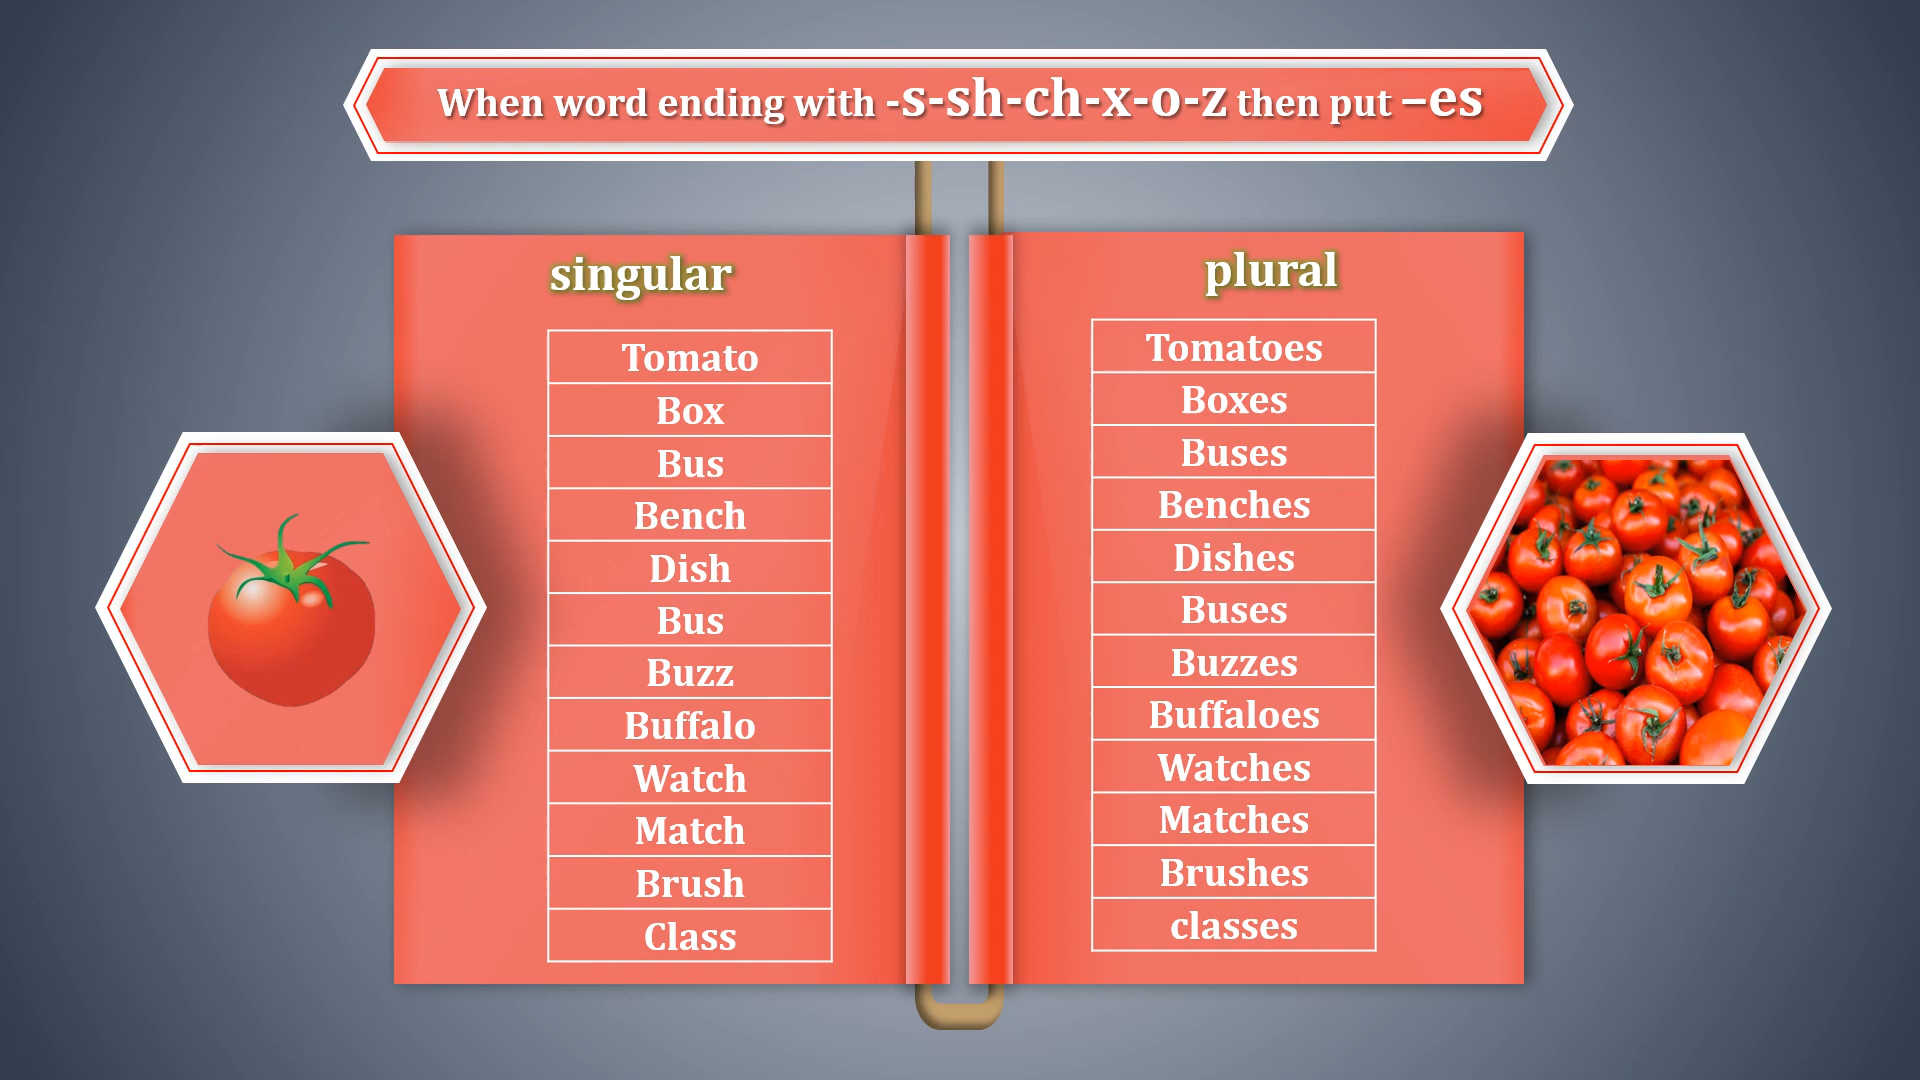 When word ending with -s-sh-ch-x-o-z then put –es
singular
Tomato
Box
Bus
Bench
Dish
Bus
Buzz
Buffalo
Watch
Match
Brush
Class
plural
Tomatoes
Boxes
Buses
Benches
Dishes
Buses
Buzzes
Buffaloes
Watches
Matches
Brushes
classes